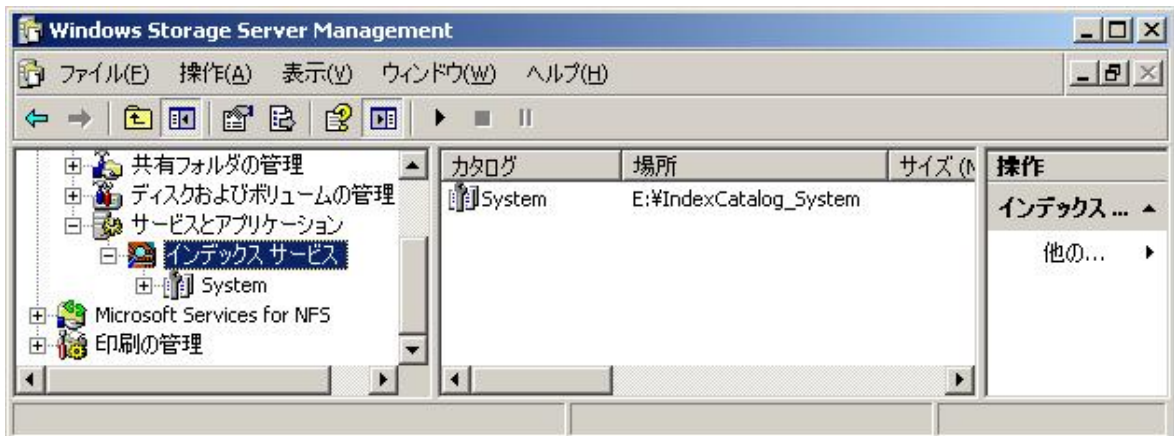 Windows Storage Server Management
ファイル(F) 操作(A) 表示(V) ウィンドウ(W) ヘルプ(H)
共有フォルダの管理
ディスクおよびボリュームの管理
サービスとアプリケーション
インデックス サービス
System
Microsoft Services for NFS
印刷の管理
カタログ 場所 サイズ (M
System E:¥IndexCatalog_System
操作
インデックス ...
他の...